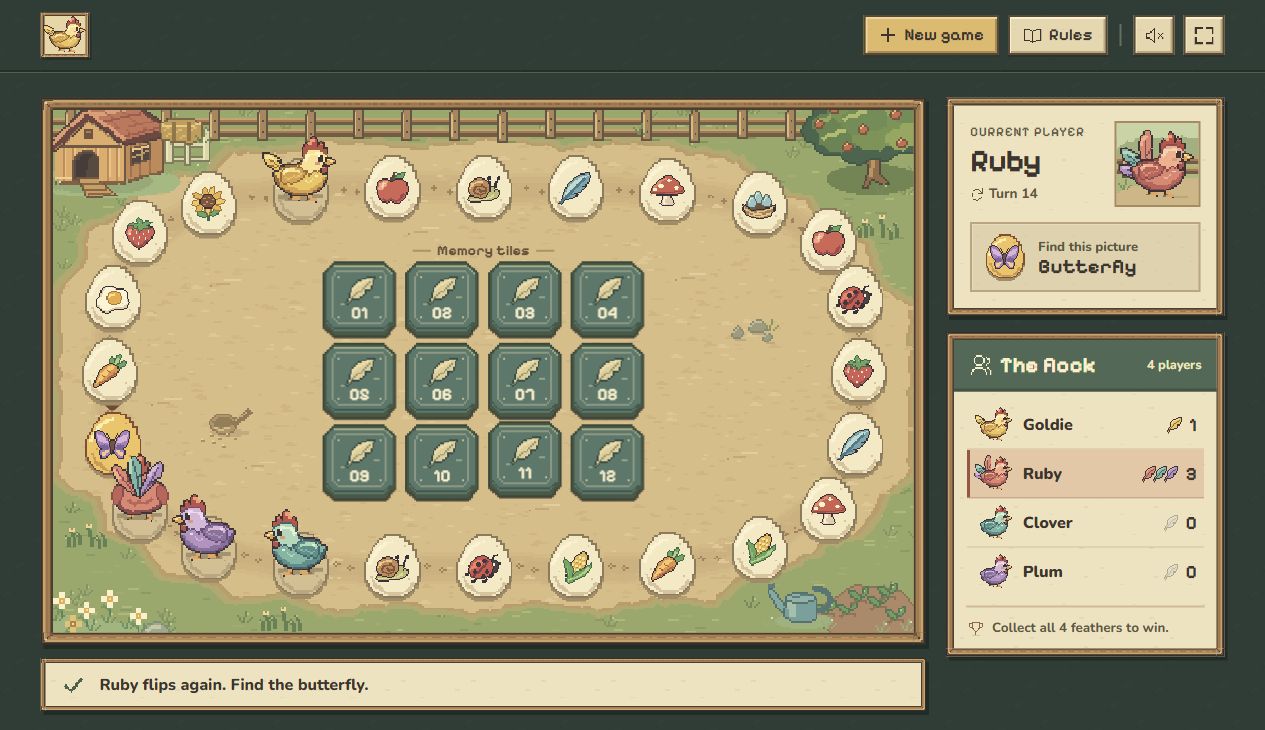 New game
Rules
CURRENT PLAYER
Ruby
Turn 14
Find this picture
Butterfly
Memory tiles
01 02 03 04
05 06 07 08
09 10 11 12
The flock
4 players
Goldie 1
Ruby 3
Clover 0
Plum 0
Collect all 4 feathers to win.
Ruby flips again. Find the butterfly.